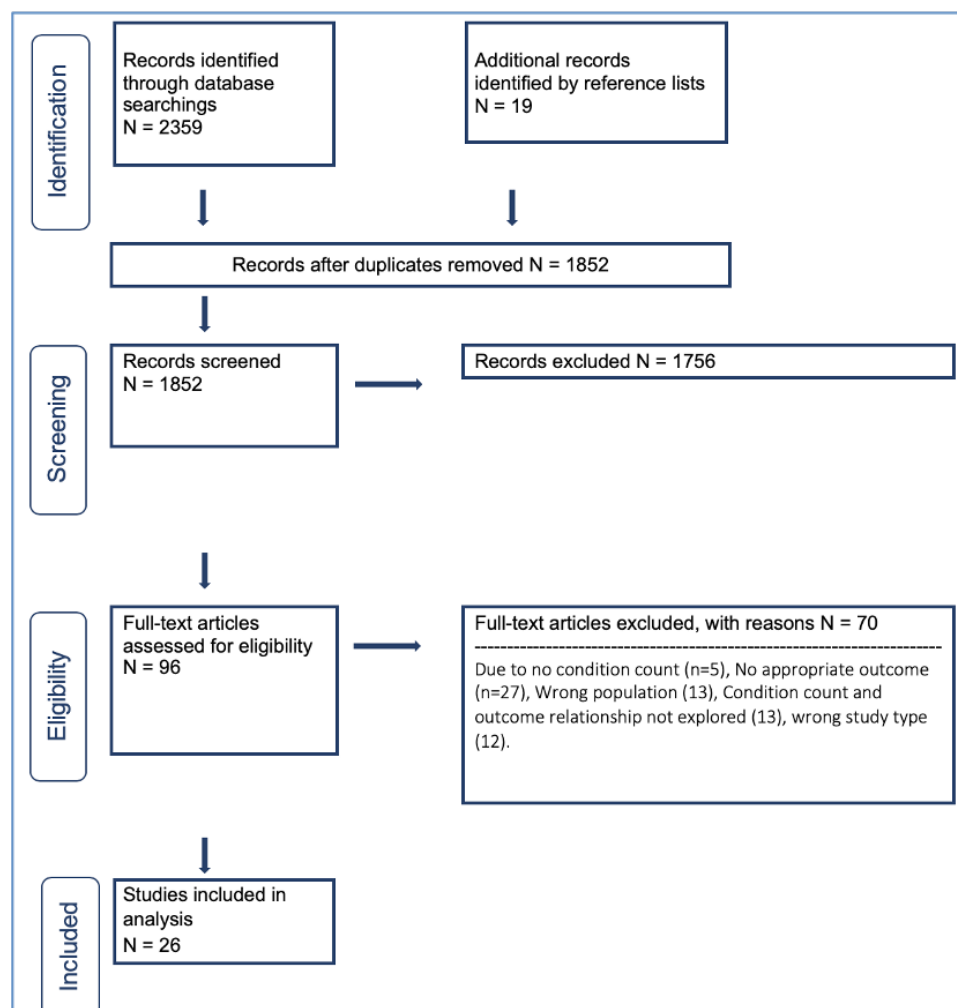 Identification
Records identified
through database
searchings
N = 2359
Additional records
identified by reference lists
N = 19
Records after duplicates removed N = 1852
Screening
Records screened
N = 1852
Records excluded N = 1756
Eligibility
Full-text articles
assessed for eligibility
N = 96
Full-text articles excluded, with reasons N = 70
------------------------------------------------------------------------
Due to no condition count (n=5), No appropriate outcome
(n=27), Wrong population (13), Condition count and
outcome relationship not explored (13), wrong study type
(12).
Included
Studies included in
analysis
N = 26